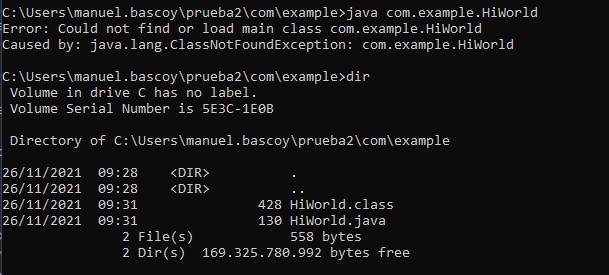 C:\Users\manuel.bascoy\prueba2\com\example>java com.example.HiWorld
Error: Could not find or load main class com.example.HiWorld
Caused by: java.lang.ClassNotFoundException: com.example.HiWorld
C:\Users\manuel.bascoy\prueba2\com\example>dir
 Volume in drive C has no label.
 Volume Serial Number is 5E3C-1E0B
 Directory of C:\Users\manuel.bascoy\prueba2\com\example
26/11/2021  09:28    <DIR>          .
26/11/2021  09:28    <DIR>          ..
26/11/2021  09:31               428 HiWorld.class
26/11/2021  09:31               130 HiWorld.java
               2 File(s)            558 bytes
               2 Dir(s)  169.325.780.992 bytes free